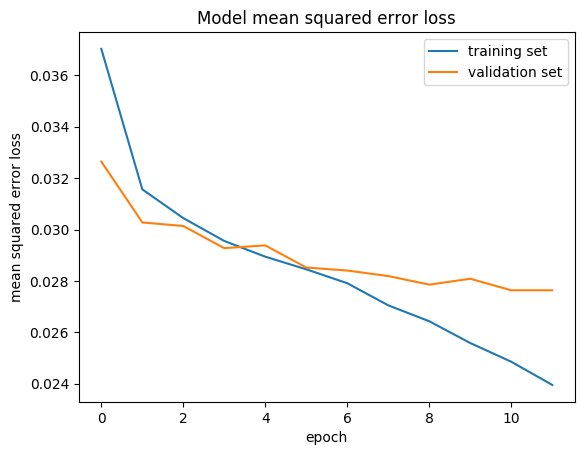 Model mean squared error loss
training set
validation set
mean squared error loss
0.036
0.034
0.032
0.030
0.028
0.026
0.024
0 2 4 6 8 10
epoch